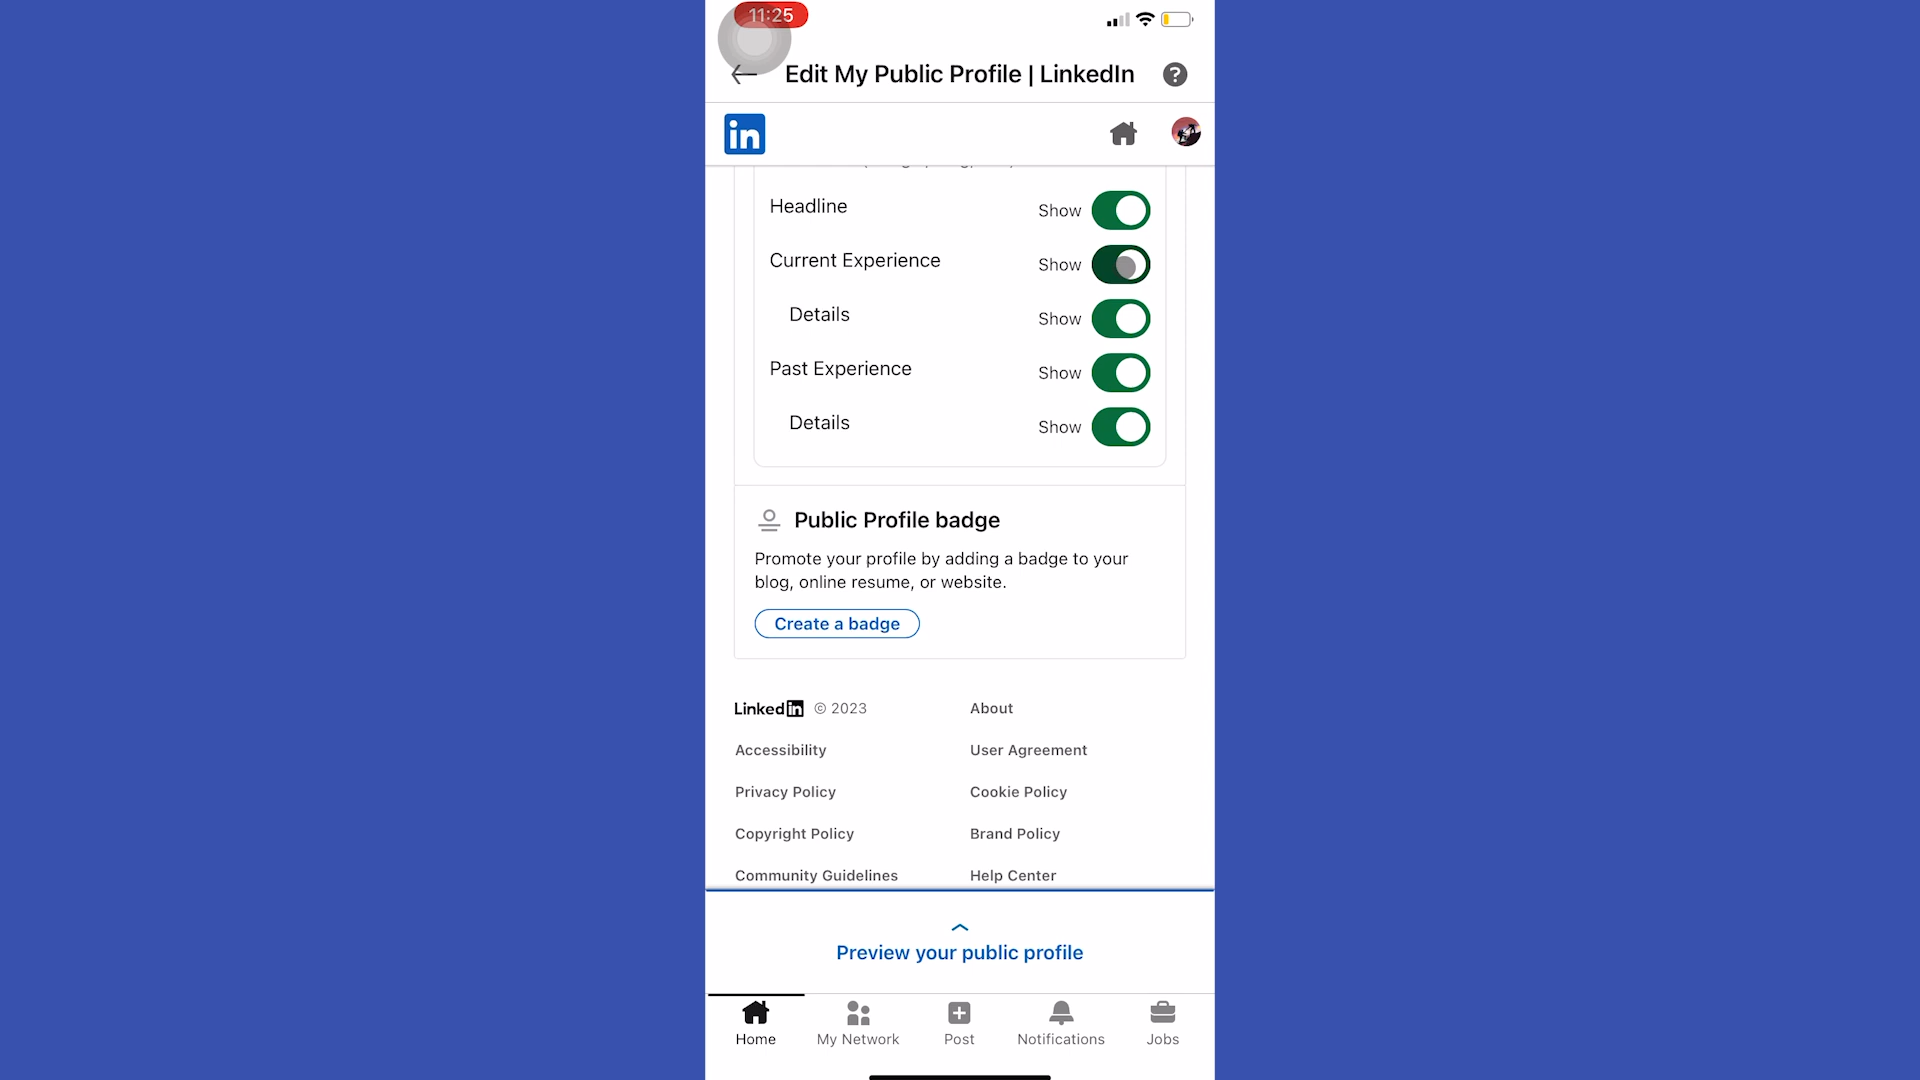 11:25
Edit My Public Profile | LinkedIn
?
in
Headline Show
Current Experience Show
Details Show
Past Experience Show
Details Show
Public Profile badge
Promote your profile by adding a badge to your
blog, online resume, or website.
Create a badge
Linkedin © 2023 About
Accessibility User Agreement
Privacy Policy Cookie Policy
Copyright Policy Brand Policy
Community Guidelines Help Center
Preview your public profile
Home My Network Post Notifications Jobs